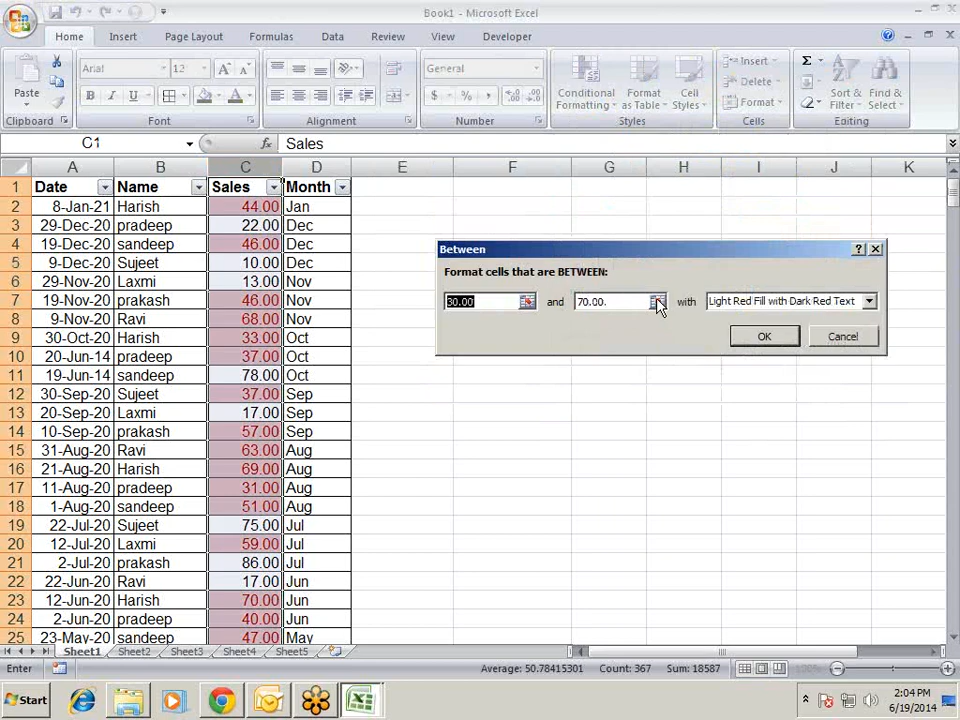 Book1 - Microsoft Excel
Home Insert Page Layout Formulas Data Review View Developer
Paste Arial 12 General Conditional Formatting Format as Table Cell Styles Insert Delete Format Sort & Filter Find & Select
B I U $ % ,
Clipboard Font Alignment Number Styles Cells Editing
C1 fx Sales
A B C D E F G H I J K
1 Date Name Sales Month
2 8-Jan-21 Harish 44.00 Jan
3 29-Dec-20 pradeep 22.00 Dec
4 19-Dec-20 sandeep 46.00 Dec
5 9-Dec-20 Sujeet 10.00 Dec
6 29-Nov-20 Laxmi 13.00 Nov
7 19-Nov-20 prakash 46.00 Nov
8 9-Nov-20 Ravi 68.00 Nov
9 30-Oct-20 Harish 33.00 Oct
10 20-Jun-14 pradeep 37.00 Oct
11 19-Jun-14 sandeep 78.00 Oct
12 30-Sep-20 Sujeet 37.00 Sep
13 20-Sep-20 Laxmi 17.00 Sep
14 10-Sep-20 prakash 57.00 Sep
15 31-Aug-20 Ravi 63.00 Aug
16 21-Aug-20 Harish 69.00 Aug
17 11-Aug-20 pradeep 31.00 Aug
18 1-Aug-20 sandeep 51.00 Aug
19 22-Jul-20 Sujeet 75.00 Jul
20 12-Jul-20 Laxmi 59.00 Jul
21 2-Jul-20 prakash 86.00 Jul
22 22-Jun-20 Ravi 17.00 Jun
23 12-Jun-20 Harish 70.00 Jun
24 2-Jun-20 pradeep 40.00 Jun
25 23-May-20 sandeep 47.00 May
Between
Format cells that are BETWEEN:
30.00 and 70.00. with Light Red Fill with Dark Red Text
OK Cancel
Sheet1 Sheet2 Sheet3 Sheet4 Sheet5
Enter Average: 50.78415301 Count: 367 Sum: 18587 100%
Start 2:04 PM
6/19/2014